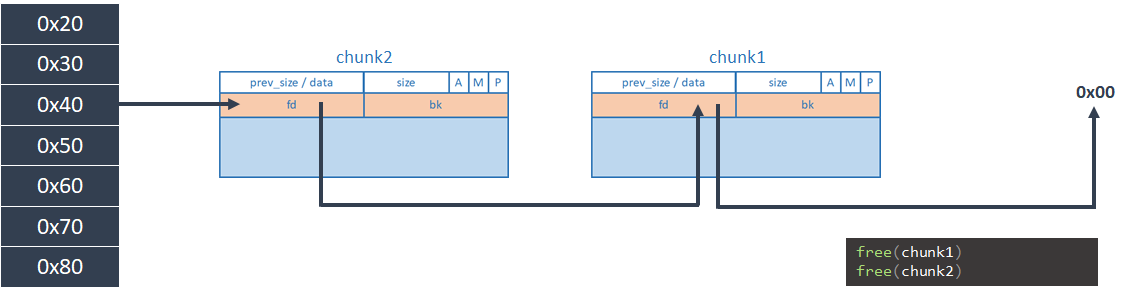 0x20
0x30
0x40
0x50
0x60
0x70
0x80
chunk2
prev_size / data size A M P
fd bk
chunk1
prev_size / data size A M P
fd bk
0x00
free(chunk1)
free(chunk2)